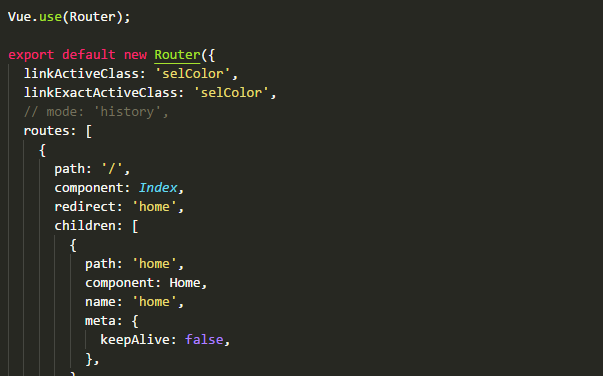 Vue.use(Router);
export default new Router({
linkActiveClass: 'selColor',
linkExactActiveClass: 'selColor',
// mode: 'history',
routes: [
{
path: '/',
component: Index,
redirect: 'home',
children: [
{
path: 'home',
component: Home,
name: 'home',
meta: {
keepAlive: false,
},
}